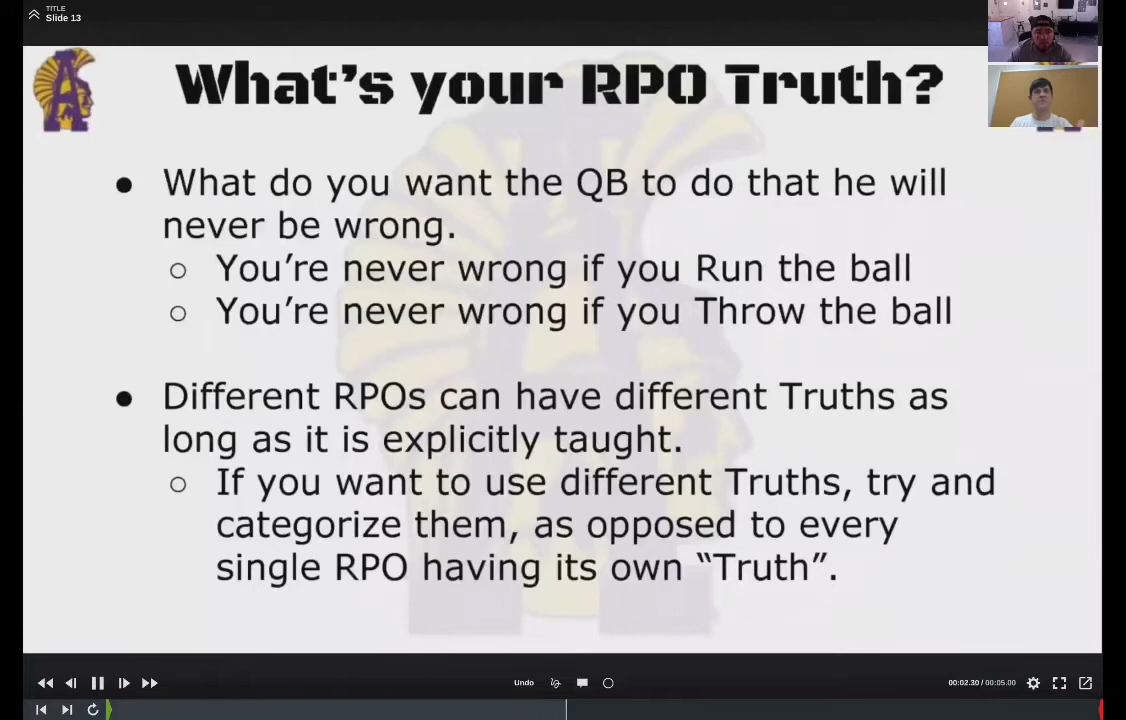 TITLE
Slide 13
What's your RPO Truth?
● What do you want the QB to do that he will
never be wrong.
○ You're never wrong if you Run the ball
○ You're never wrong if you Throw the ball
● Different RPOs can have different Truths as
long as it is explicitly taught.
○ If you want to use different Truths, try and
categorize them, as opposed to every
single RPO having its own “Truth”.
Undo
00:02.30 / 00:05.00